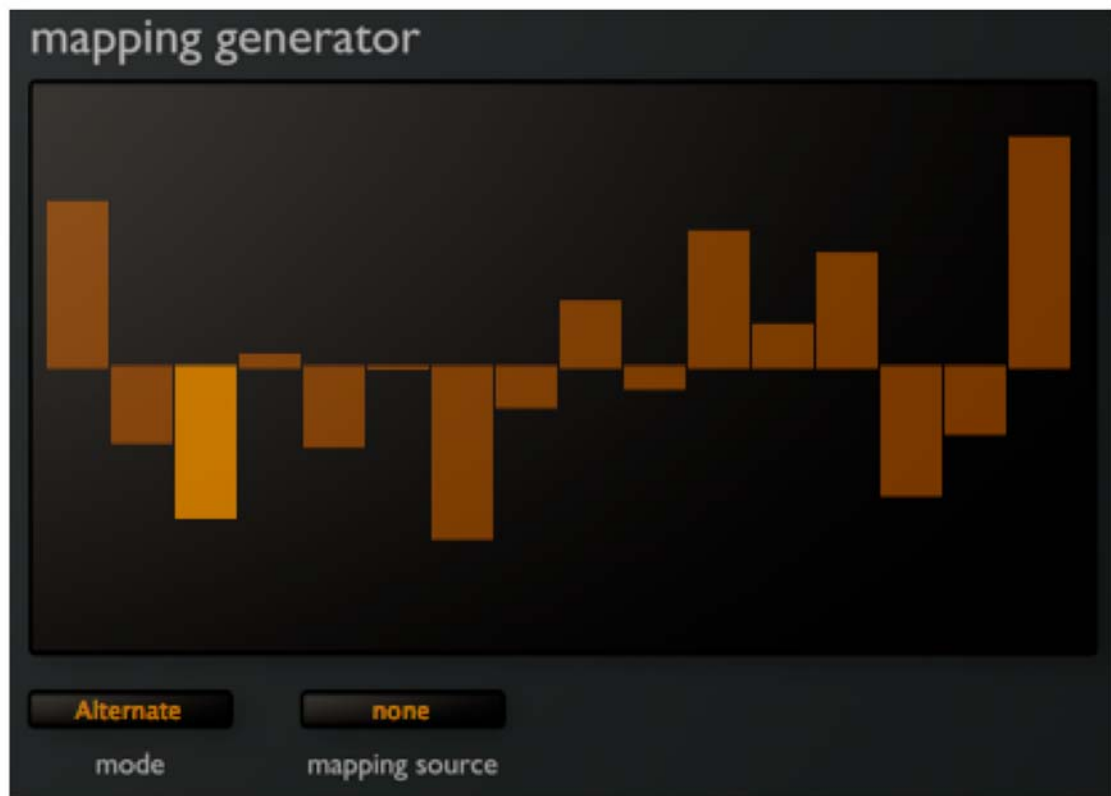 mapping generator
Alternate
none
mode
mapping source